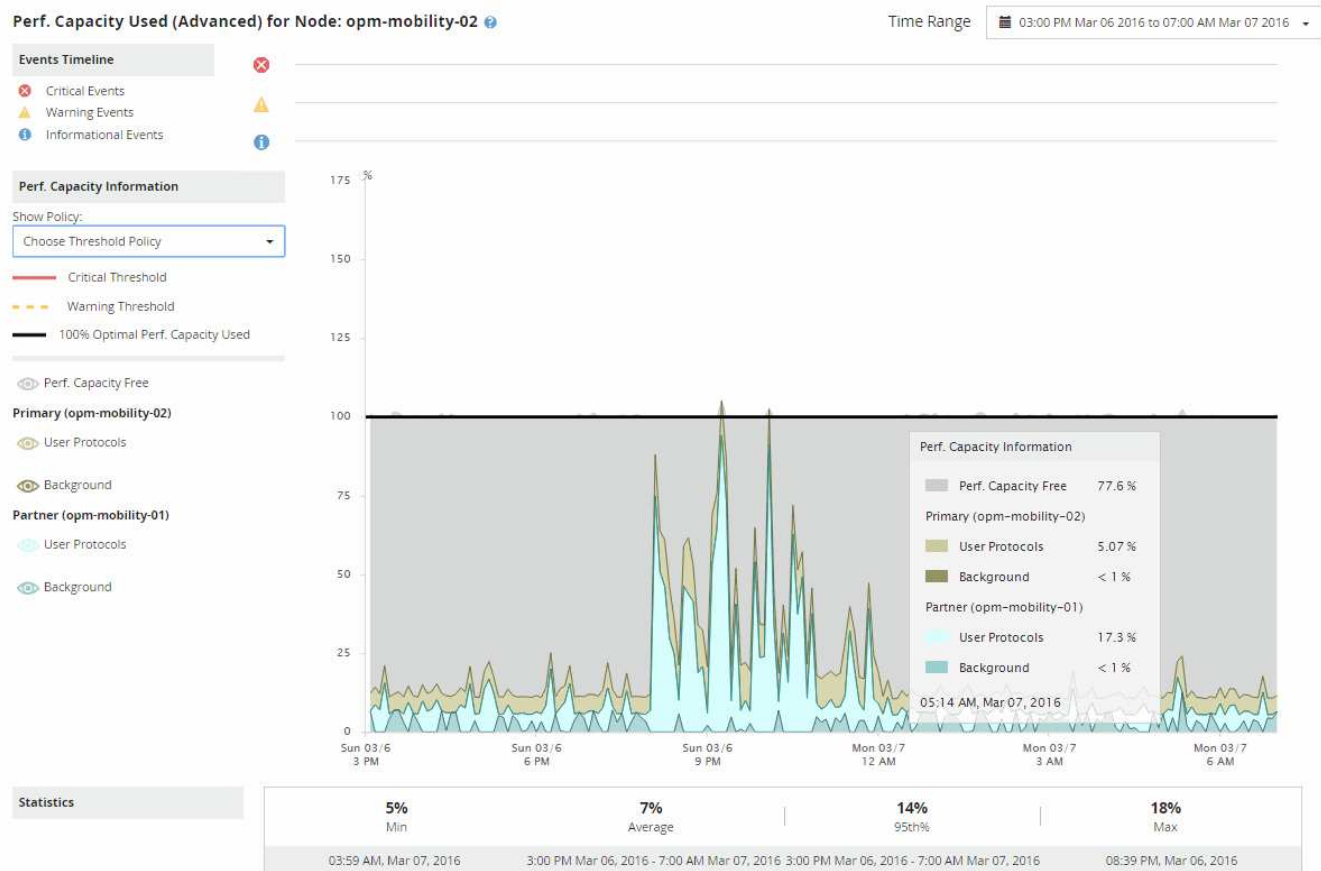 Perf. Capacity Used (Advanced) for Node: opm-mobility-02 ?
Time Range 03:00 PM Mar 06 2016 to 07:00 AM Mar 07 2016
Events Timeline
Critical Events
Warning Events
Informational Events
Perf. Capacity Information
Show Policy:
Choose Threshold Policy
Critical Threshold
Warning Threshold
100% Optimal Perf. Capacity Used
Perf. Capacity Free
Primary (opm-mobility-02)
User Protocols
Background
Partner (opm-mobility-01)
User Protocols
Background
%
175
150
125
100
75
50
25
0
Sun 03/6 Sun 03/6 Sun 03/6 Mon 03/7 Mon 03/7 Mon 03/7
3 PM 6 PM 9 PM 12 AM 3 AM 6 AM
Perf. Capacity Information
Perf. Capacity Free 77.6 %
Primary (opm-mobility-02)
User Protocols 5.07 %
Background < 1 %
Partner (opm-mobility-01)
User Protocols 17.3 %
Background < 1 %
05:14 AM, Mar 07, 2016
Statistics
5% 7% 14% 18%
Min Average 95th% Max
03:59 AM, Mar 07, 2016 3:00 PM Mar 06, 2016 - 7:00 AM Mar 07, 2016 3:00 PM Mar 06, 2016 - 7:00 AM Mar 07, 2016 08:39 PM, Mar 06, 2016